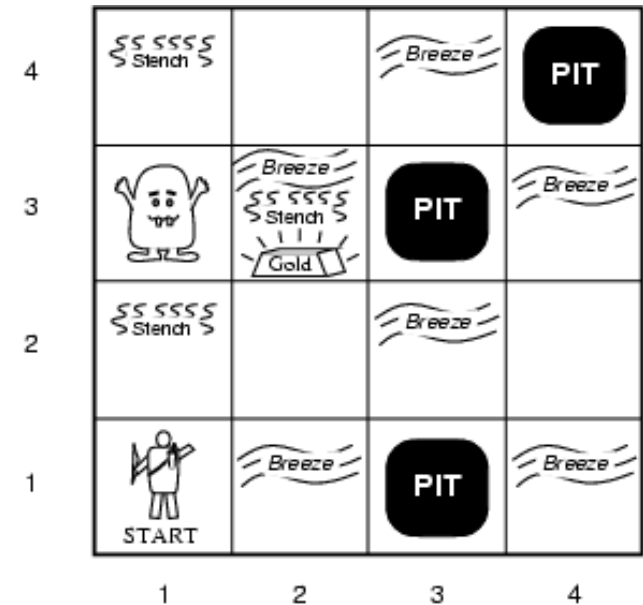 4
Stench
Breeze
PIT
3
Breeze
Stench
Gold
PIT
Breeze
2
Stench
Breeze
1
START
Breeze
PIT
Breeze
1 2 3 4